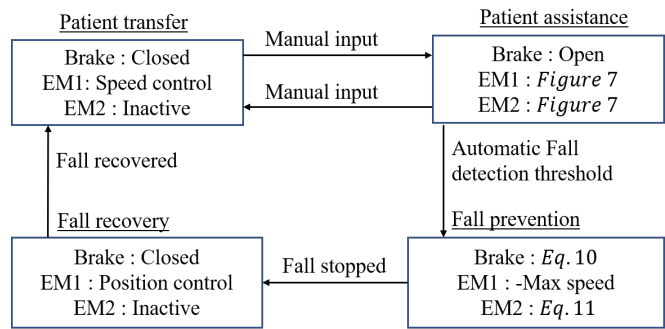 Patient transfer
Brake : Closed
EM1: Speed control
EM2 : Inactive
Manual input
Manual input
Patient assistance
Brake : Open
EM1 : Figure 7
EM2 : Figure 7
Fall recovered
Automatic Fall
detection threshold
Fall recovery
Brake : Closed
EM1 : Position control
EM2 : Inactive
Fall stopped
Fall prevention
Brake : Eq. 10
EM1 : -Max speed
EM2 : Eq. 11